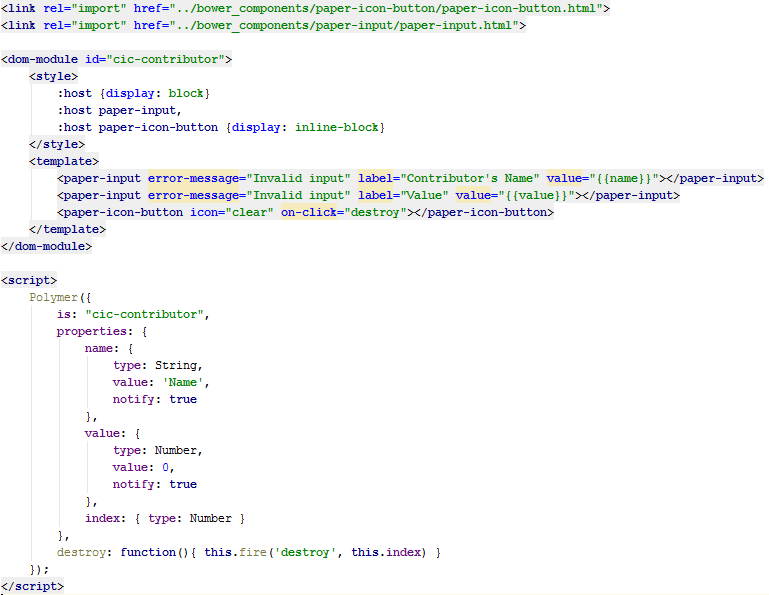 <link rel="import" href="../bower_components/paper-icon-button/paper-icon-button.html">
<link rel="import" href="../bower_components/paper-input/paper-input.html">

<dom-module id="cic-contributor">
    <style>
        :host {display: block}
        :host paper-input,
        :host paper-icon-button {display: inline-block}
    </style>
    <template>
        <paper-input error-message="Invalid input" label="Contributor's Name" value="{{name}}"></paper-input>
        <paper-input error-message="Invalid input" label="Value" value="{{value}}"></paper-input>
        <paper-icon-button icon="clear" on-click="destroy"></paper-icon-button>
    </template>
</dom-module>

<script>
    Polymer({
        is: "cic-contributor",
        properties: {
            name: {
                type: String,
                value: 'Name',
                notify: true
            },
            value: {
                type: Number,
                value: 0,
                notify: true
            },
            index: { type: Number }
        },
        destroy: function(){ this.fire('destroy', this.index) }
    });
</script>